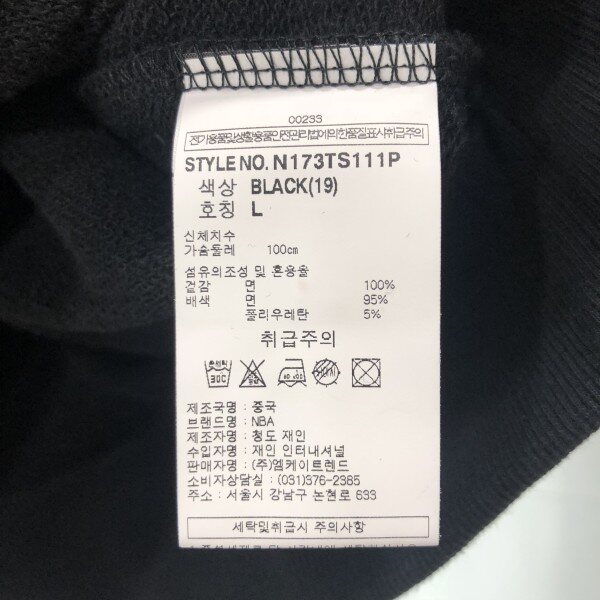 00233
전기용품및생활용품안전관리법에의한품질표시취급주의
STYLE NO. N173TS111P
색상 BLACK(19)
호칭 L
신체치수
가슴둘레 100cm
섬유의조성 및 혼용율
겉감 면 100%
배색 면 95%
폴리우레탄 5%
취급주의
제조국명 : 중국
브랜드명 : NBA
제조자명 : 청도 재인
수입자명 : 재인 인터내셔널
판매자명 : (주)엘케이트렌드
소비자상담실 : (031)376-2385
주소 : 서울시 강남구 논현로 633
세탁및취급시 주의사항